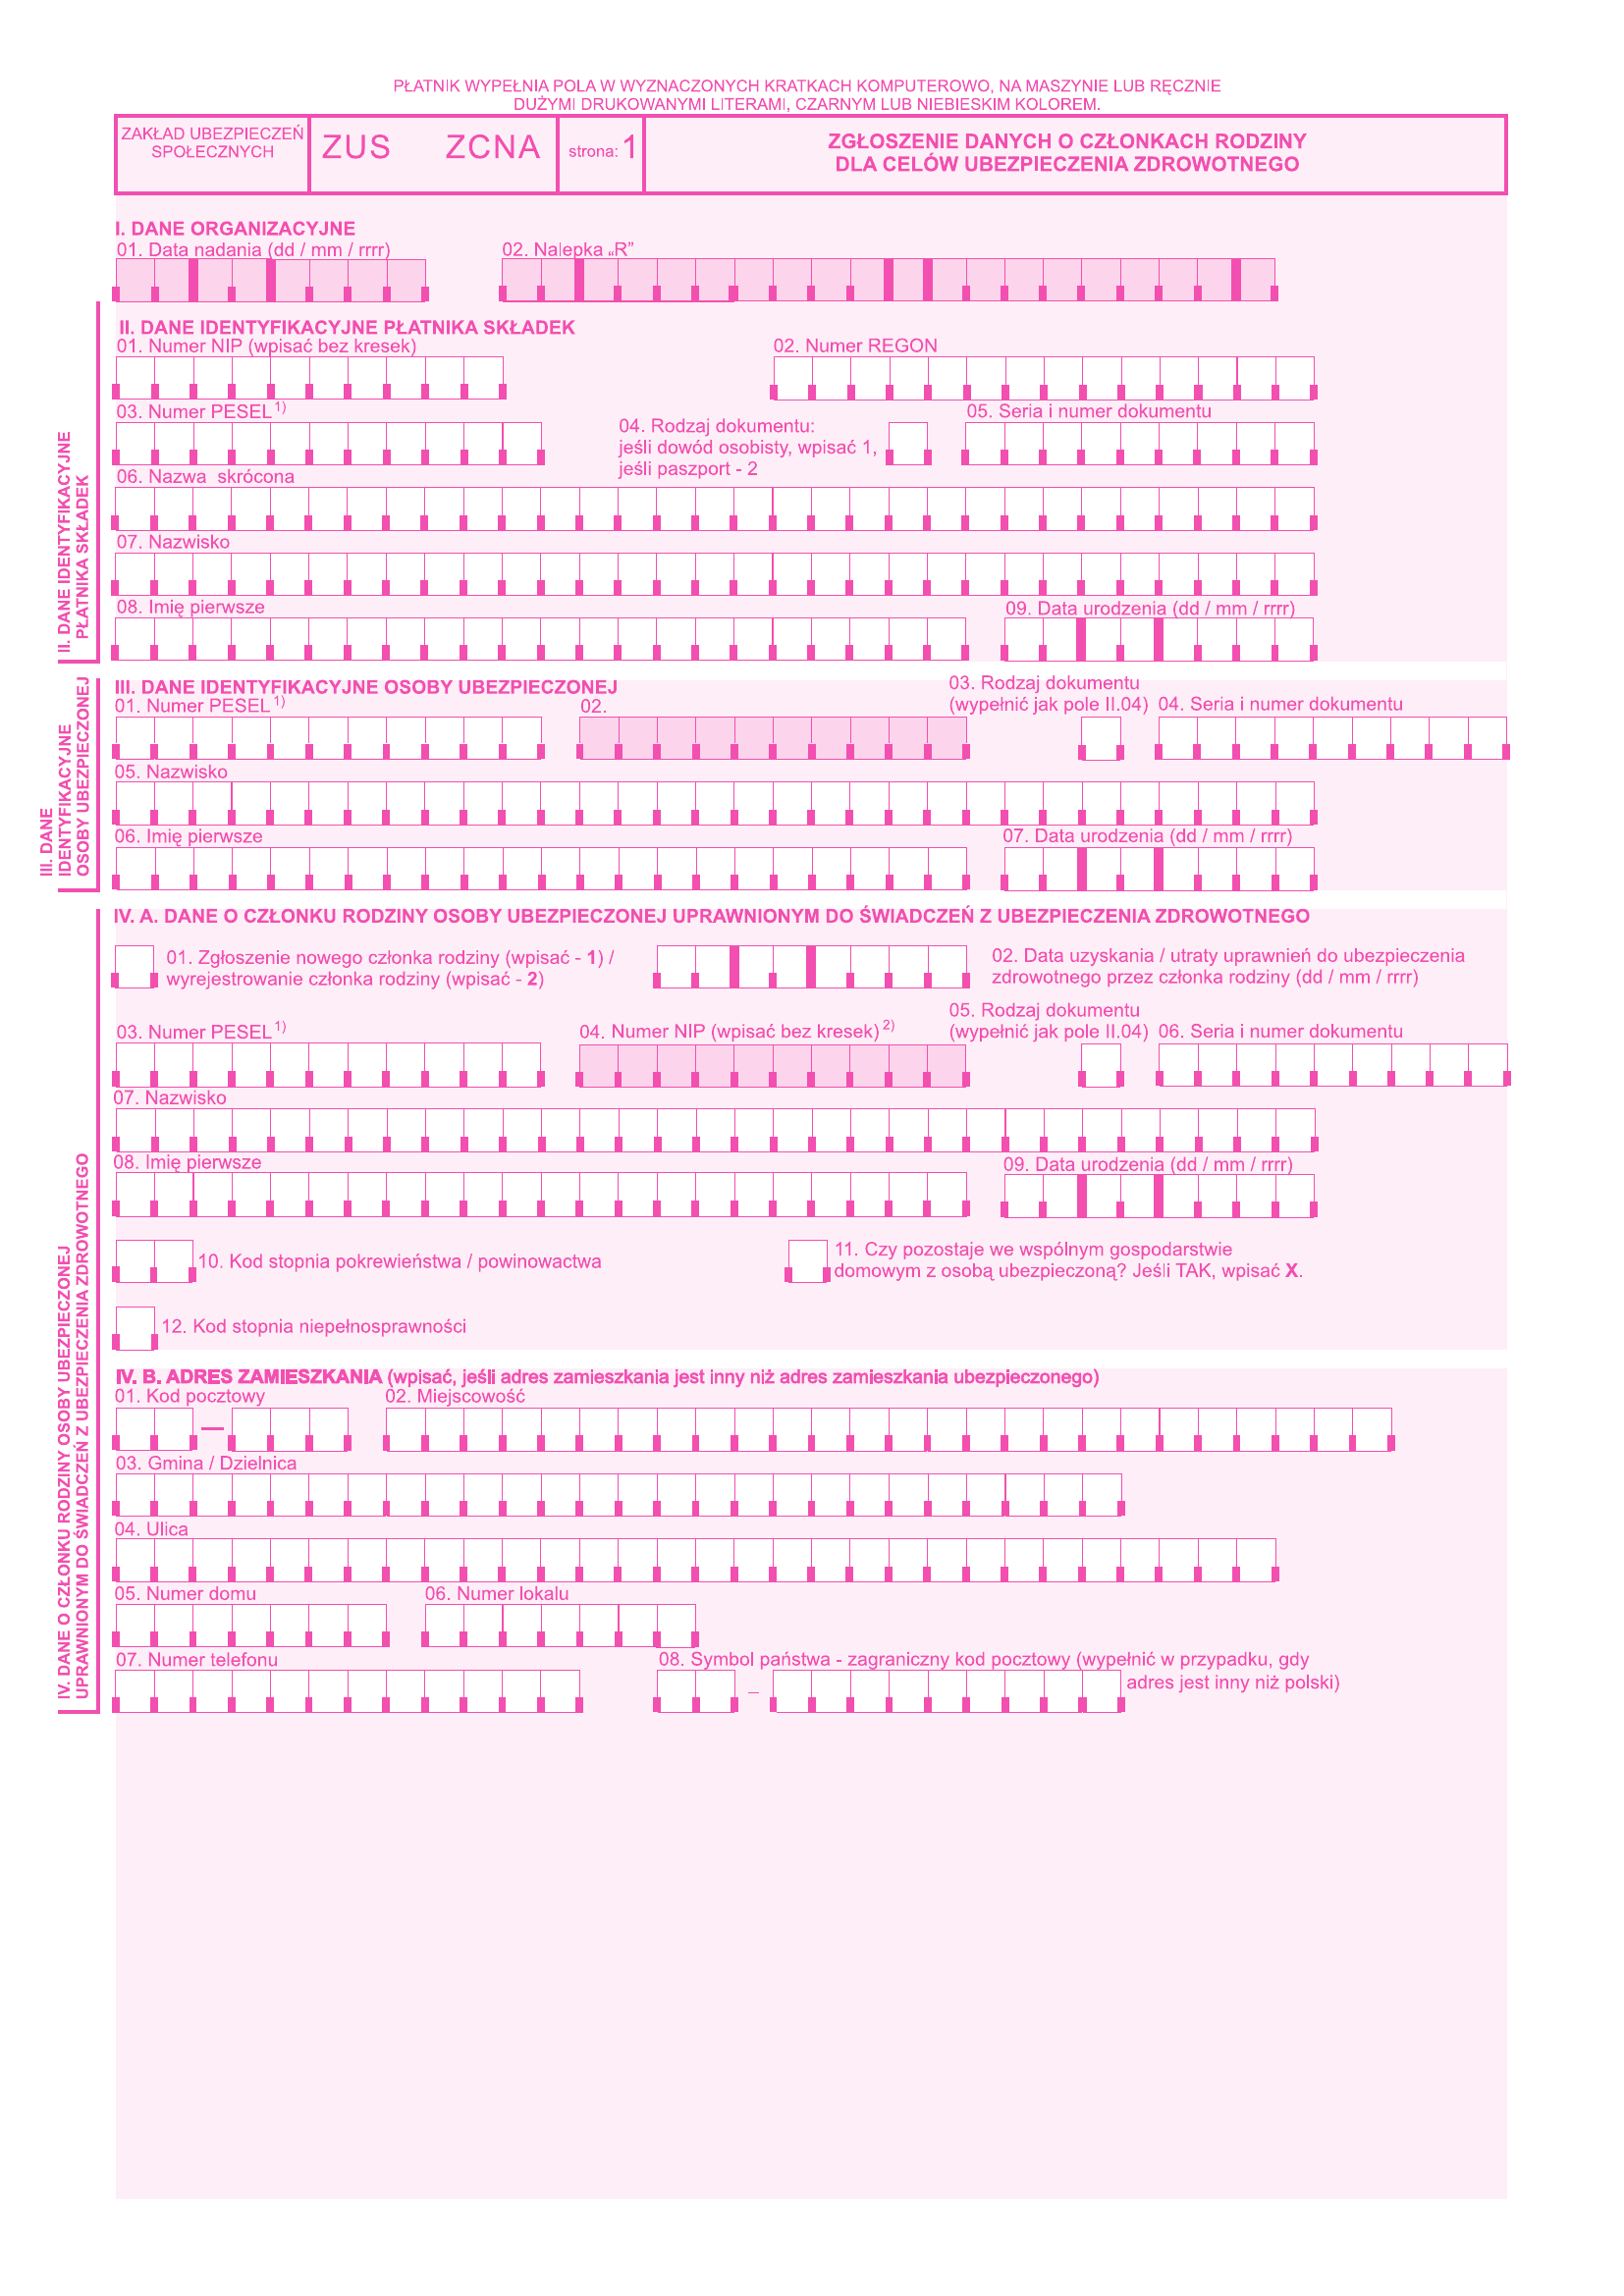 PŁATNIK WYPEŁNIA POLA W WYZNACZONYCH KRATKACH KOMPUTEROWO, NA MASZYNIE LUB RĘCZNIE
DUŻYMI DRUKOWANYMI LITERAMI, CZARNYM LUB NIEBIESKIM KOLOREM.
ZAKŁAD UBEZPIECZEŃ
SPOŁECZNYCH
ZUS ZCNA
strona: 1
ZGŁOSZENIE DANYCH O CZŁONKACH RODZINY
DLA CELÓW UBEZPIECZENIA ZDROWOTNEGO
I. DANE ORGANIZACYJNE
01. Data nadania (dd / mm / rrrr)
02. Nalepka „R”
II. DANE IDENTYFIKACYJNE
PŁATNIKA SKŁADEK
II. DANE IDENTYFIKACYJNE PŁATNIKA SKŁADEK
01. Numer NIP (wpisać bez kresek)
02. Numer REGON
03. Numer PESEL 1)
04. Rodzaj dokumentu:
jeśli dowód osobisty, wpisać 1,
jeśli paszport - 2
05. Seria i numer dokumentu
06. Nazwa skrócona
07. Nazwisko
08. Imię pierwsze
09. Data urodzenia (dd / mm / rrrr)
III. DANE
IDENTYFIKACYJNE
OSOBY UBEZPIECZONEJ
III. DANE IDENTYFIKACYJNE OSOBY UBEZPIECZONEJ
01. Numer PESEL 1)
02.
03. Rodzaj dokumentu
(wypełnić jak pole II.04)
04. Seria i numer dokumentu
05. Nazwisko
06. Imię pierwsze
07. Data urodzenia (dd / mm / rrrr)
IV. DANE O CZŁONKU RODZINY OSOBY UBEZPIECZONEJ
UPRAWNIONYM DO ŚWIADCZEŃ Z UBEZPIECZENIA ZDROWOTNEGO
IV. A. DANE O CZŁONKU RODZINY OSOBY UBEZPIECZONEJ UPRAWNIONYM DO ŚWIADCZEŃ Z UBEZPIECZENIA ZDROWOTNEGO
01. Zgłoszenie nowego członka rodziny (wpisać - 1) /
wyrejestrowanie członka rodziny (wpisać - 2)
02. Data uzyskania / utraty uprawnień do ubezpieczenia
zdrowotnego przez członka rodziny (dd / mm / rrrr)
03. Numer PESEL 1)
04. Numer NIP (wpisać bez kresek) 2)
05. Rodzaj dokumentu
(wypełnić jak pole II.04)
06. Seria i numer dokumentu
07. Nazwisko
08. Imię pierwsze
09. Data urodzenia (dd / mm / rrrr)
10. Kod stopnia pokrewieństwa / powinowactwa
11. Czy pozostaje we wspólnym gospodarstwie
domowym z osobą ubezpieczoną? Jeśli TAK, wpisać X.
12. Kod stopnia niepełnosprawności
IV. B. ADRES ZAMIESZKANIA (wpisać, jeśli adres zamieszkania jest inny niż adres zamieszkania ubezpieczonego)
01. Kod pocztowy
02. Miejscowość
03. Gmina / Dzielnica
04. Ulica
05. Numer domu
06. Numer lokalu
07. Numer telefonu
08. Symbol państwa - zagraniczny kod pocztowy (wypełnić w przypadku, gdy
adres jest inny niż polski)